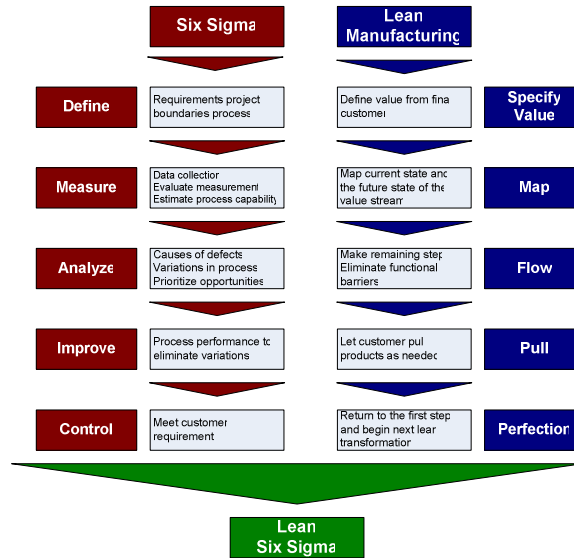 Six Sigma
Lean
Manufacturing
Define
Requirements project
boundaries process
Define value from fina
customer
Specify
Value
Measure
Data collection
Evaluate measurement
Estimate process capability
Map current state and
the future state of the
value stream
Map
Analyze
Causes of defects
Variations in process
Prioritize opportunities
Make remaining step
Eliminate functional
barriers
Flow
Improve
Process performance to
eliminate variations
Let customer pul
products as needed
Pull
Control
Meet customer
requirement
Return to the first step
and begin next lean
transformation
Perfection
Lean
Six Sigma